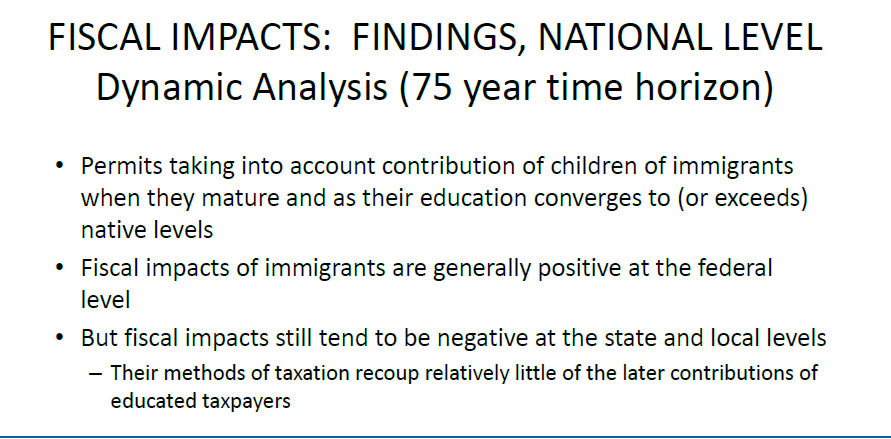 FISCAL IMPACTS:  FINDINGS, NATIONAL LEVEL
Dynamic Analysis (75 year time horizon)
• Permits taking into account contribution of children of immigrants
when they mature and as their education converges to (or exceeds)
native levels
• Fiscal impacts of immigrants are generally positive at the federal
level
• But fiscal impacts still tend to be negative at the state and local levels
– Their methods of taxation recoup relatively little of the later contributions of
educated taxpayers